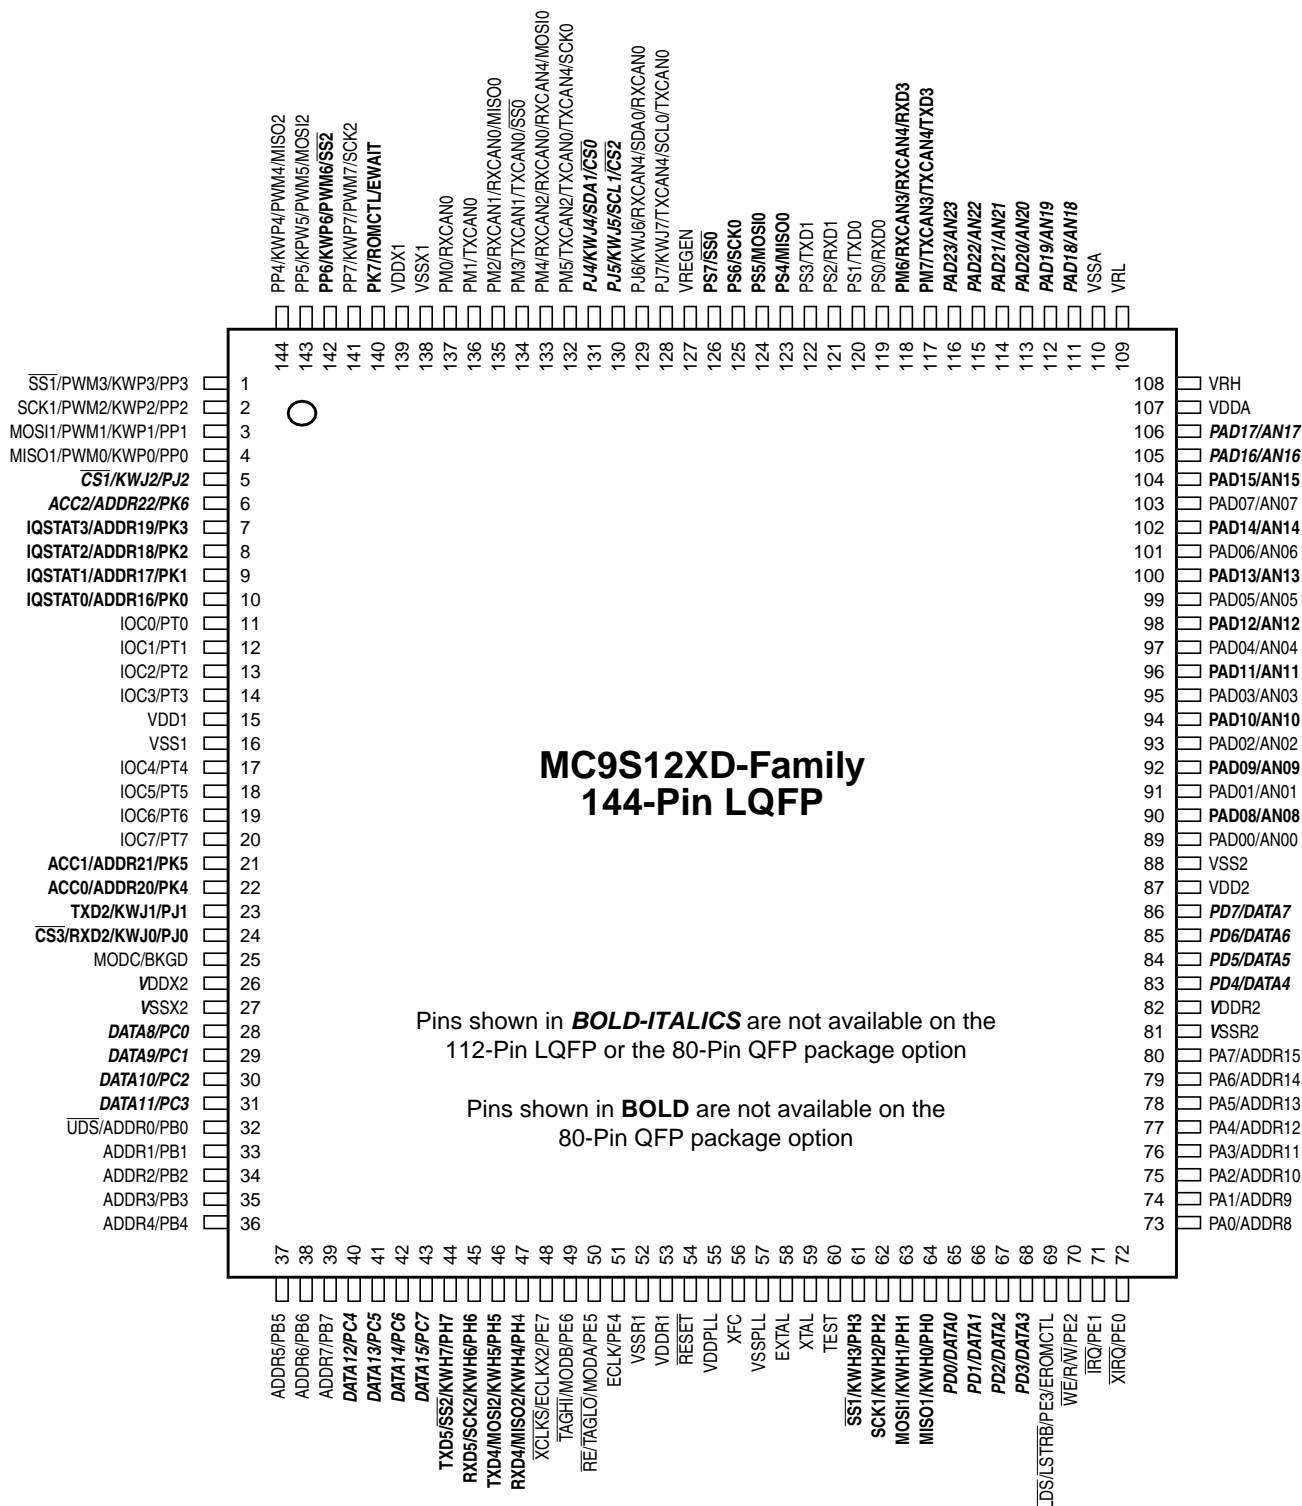 PP4/KWP4/PWM4/MISO2
PP5/KPW5/PWM5/MOSI2
PP6/KWP6/PWM6/SS2
PP7/KWP7/PWM7/SCK2
PK7/ROMCTL/EWAIT
VDDX1
VSSX1
PM0/RXCAN0
PM1/TXCAN0
PM2/RXCAN1/RXCAN0/MISO0
PM3/TXCAN1/TXCAN0/SS0
PM4/RXCAN2/RXCAN0/RXCAN4/MOSI0
PM5/TXCAN2/TXCAN0/TXCAN4/SCK0
PJ4/KWJ4/SDA1/CS0
PJ5/KWJ5/SCL1/CS2
PJ6/KWJ6/RXCAN4/SDA0/RXCAN0
PJ7/KWJ7/TXCAN4/SCL0/TXCAN0
VREGEN
PS7/SS0
PS6/SCK0
PS5/MOSI0
PS4/MISO0
PS3/TXD1
PS2/RXD1
PS1/TXD0
PS0/RXD0
PM6/RXCAN3/RXCAN4/RXD3
PM7/TXCAN3/TXCAN4/TXD3
PAD23/AN23
PAD22/AN22
PAD21/AN21
PAD20/AN20
PAD19/AN19
PAD18/AN18
VSSA
VRL
144 143 142 141 140 139 138 137 136 135 134 133 132 131 130 129 128 127 126 125 124 123 122 121 120 119 118 117 116 115 114 113 112 111 110 109
SS1/PWM3/KWP3/PP3 1
SCK1/PWM2/KWP2/PP2 2
MOSI1/PWM1/KWP1/PP1 3
MISO1/PWM0/KWP0/PP0 4
CS1/KWJ2/PJ2 5
ACC2/ADDR22/PK6 6
IQSTAT3/ADDR19/PK3 7
IQSTAT2/ADDR18/PK2 8
IQSTAT1/ADDR17/PK1 9
IQSTAT0/ADDR16/PK0 10
IOC0/PT0 11
IOC1/PT1 12
IOC2/PT2 13
IOC3/PT3 14
VDD1 15
VSS1 16
IOC4/PT4 17
IOC5/PT5 18
IOC6/PT6 19
IOC7/PT7 20
ACC1/ADDR21/PK5 21
ACC0/ADDR20/PK4 22
TXD2/KWJ1/PJ1 23
CS3/RXD2/KWJ0/PJ0 24
MODC/BKGD 25
VDDX2 26
VSSX2 27
DATA8/PC0 28
DATA9/PC1 29
DATA10/PC2 30
DATA11/PC3 31
UDS/ADDR0/PB0 32
ADDR1/PB1 33
ADDR2/PB2 34
ADDR3/PB3 35
ADDR4/PB4 36
MC9S12XD-Family
144-Pin LQFP
Pins shown in BOLD-ITALICS are not available on the
112-Pin LQFP or the 80-Pin QFP package option
Pins shown in BOLD are not available on the
80-Pin QFP package option
108 VRH
107 VDDA
106 PAD17/AN17
105 PAD16/AN16
104 PAD15/AN15
103 PAD07/AN07
102 PAD14/AN14
101 PAD06/AN06
100 PAD13/AN13
99 PAD05/AN05
98 PAD12/AN12
97 PAD04/AN04
96 PAD11/AN11
95 PAD03/AN03
94 PAD10/AN10
93 PAD02/AN02
92 PAD09/AN09
91 PAD01/AN01
90 PAD08/AN08
89 PAD00/AN00
88 VSS2
87 VDD2
86 PD7/DATA7
85 PD6/DATA6
84 PD5/DATA5
83 PD4/DATA4
82 VDDR2
81 VSSR2
80 PA7/ADDR15
79 PA6/ADDR14
78 PA5/ADDR13
77 PA4/ADDR12
76 PA3/ADDR11
75 PA2/ADDR10
74 PA1/ADDR9
73 PA0/ADDR8
37 38 39 40 41 42 43 44 45 46 47 48 49 50 51 52 53 54 55 56 57 58 59 60 61 62 63 64 65 66 67 68 69 70 71 72
ADDR5/PB5
ADDR6/PB6
ADDR7/PB7
DATA12/PC4
DATA13/PC5
DATA14/PC6
DATA15/PC7
TXD5/SS2/KWH7/PH7
RXD5/SCK2/KWH6/PH6
TXD4/MOSI2/KWH5/PH5
RXD4/MISO2/KWH4/PH4
XCLKS/ECLKX2/PE7
TAGHI/MODB/PE6
RE/TAGLO/MODA/PE5
ECLK/PE4
VSSR1
VDDR1
RESET
VDDPLL
XFC
VSSPLL
EXTAL
XTAL
TEST
SS1/KWH3/PH3
SCK1/KWH2/PH2
MOSI1/KWH1/PH1
MISO1/KWH0/PH0
PD0/DATA0
PD1/DATA1
PD2/DATA2
PD3/DATA3
LDS/LSTRB/PE3/EROMCTL
WE/R/W/PE2
IRQ/PE1
XIRQ/PE0